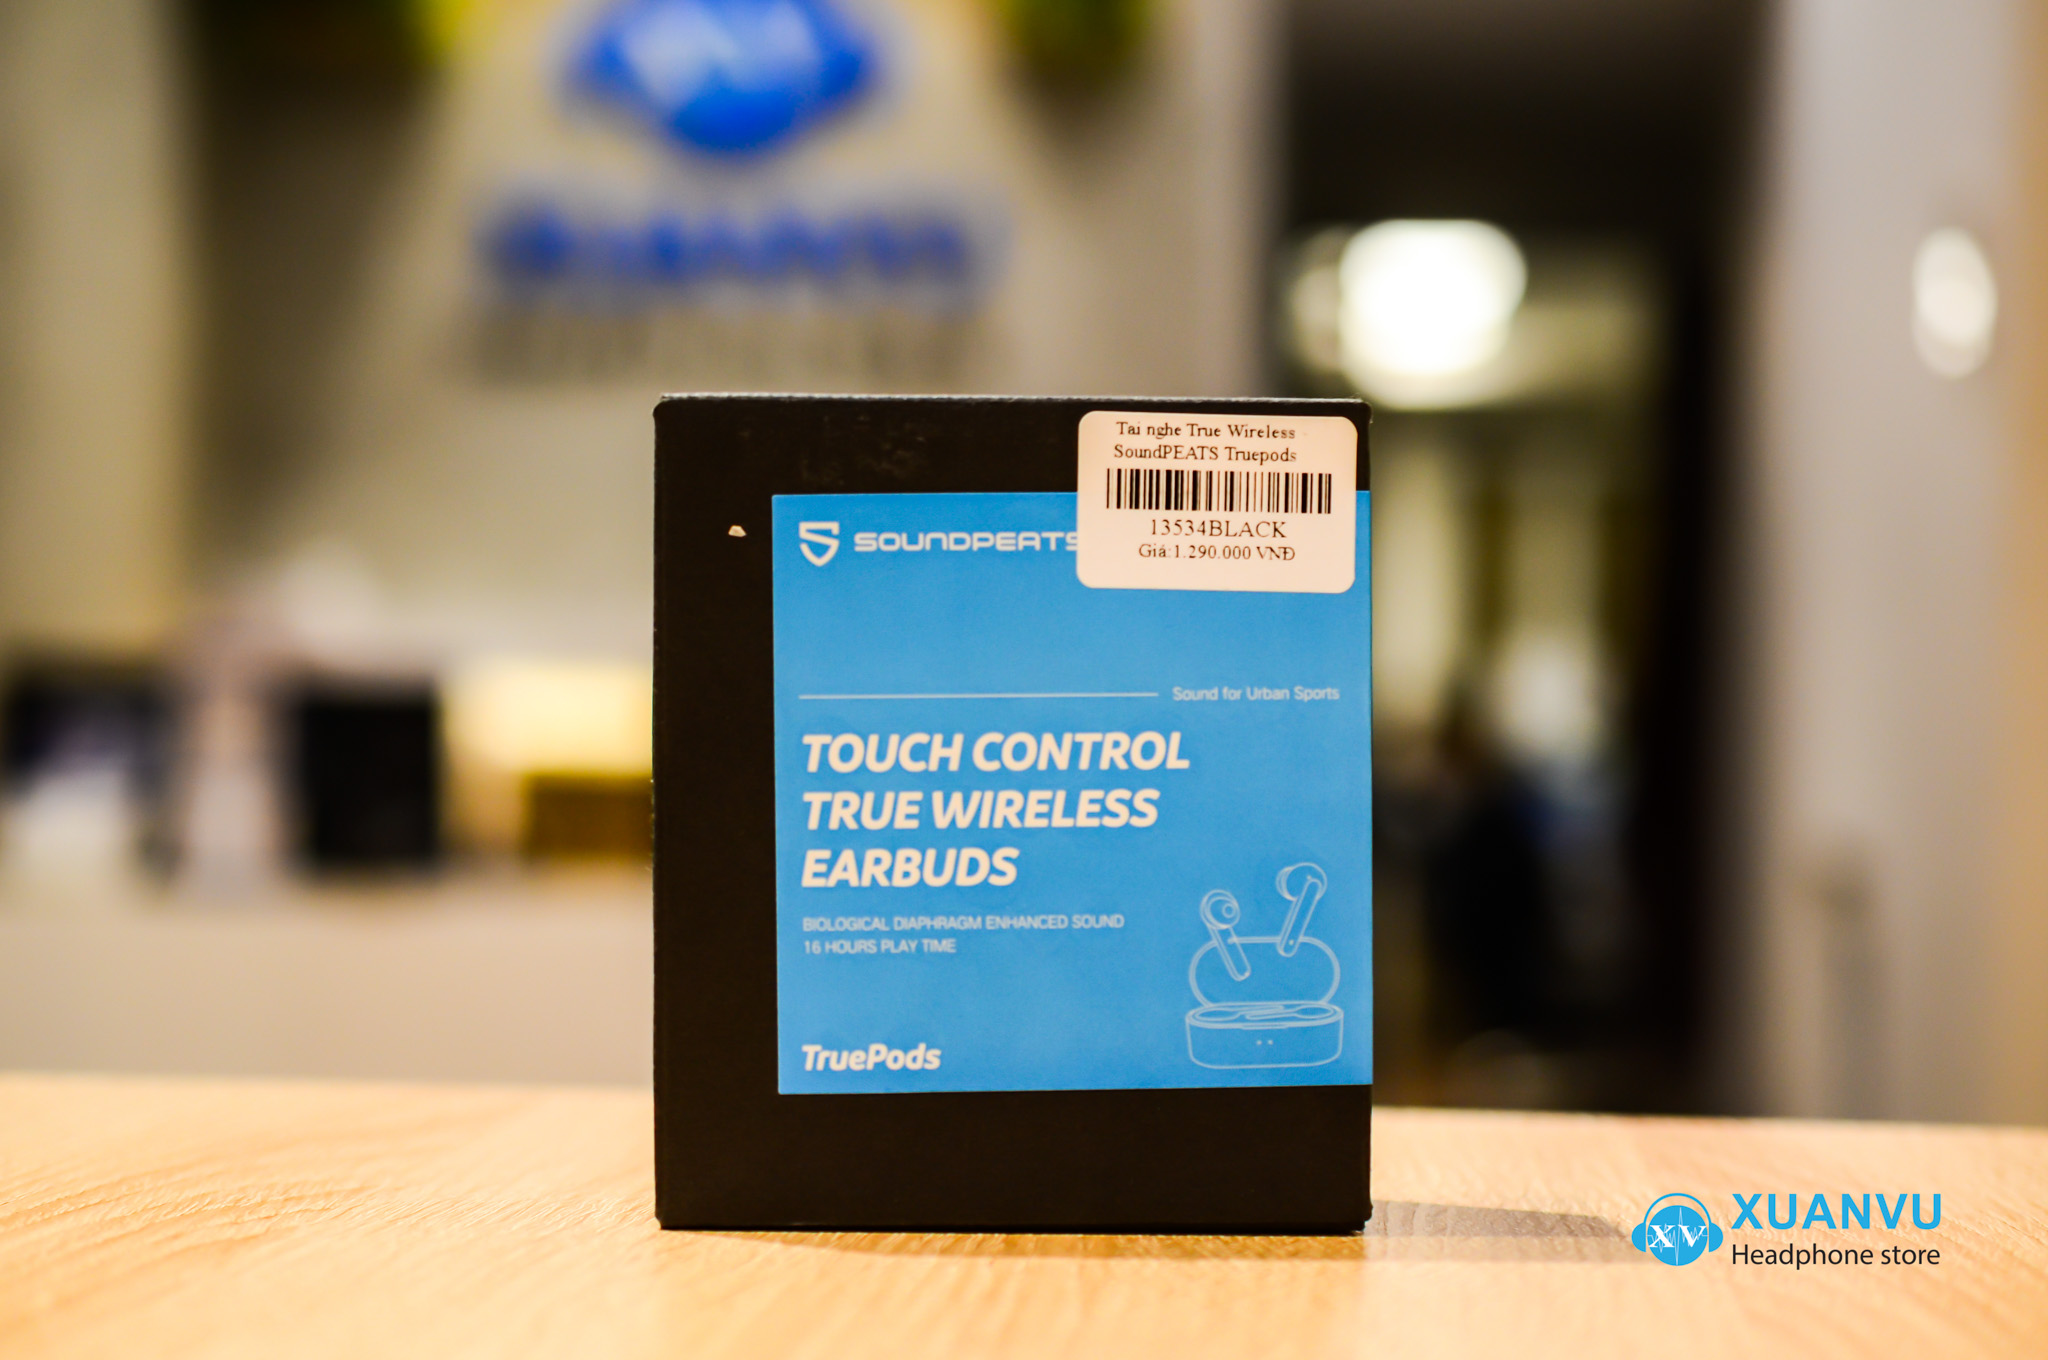 Tai nghe True Wireless -
SoundPEATS Truepods
13534BLACK
Giá:1.290.000 VNĐ
SOUNDPEATS
Sound for Urban Sports
TOUCH CONTROL
TRUE WIRELESS
EARBUDS
BIOLOGICAL DIAPHRAGM ENHANCED SOUND
16 HOURS PLAY TIME
TruePods
XV
XUANVU
Headphone store